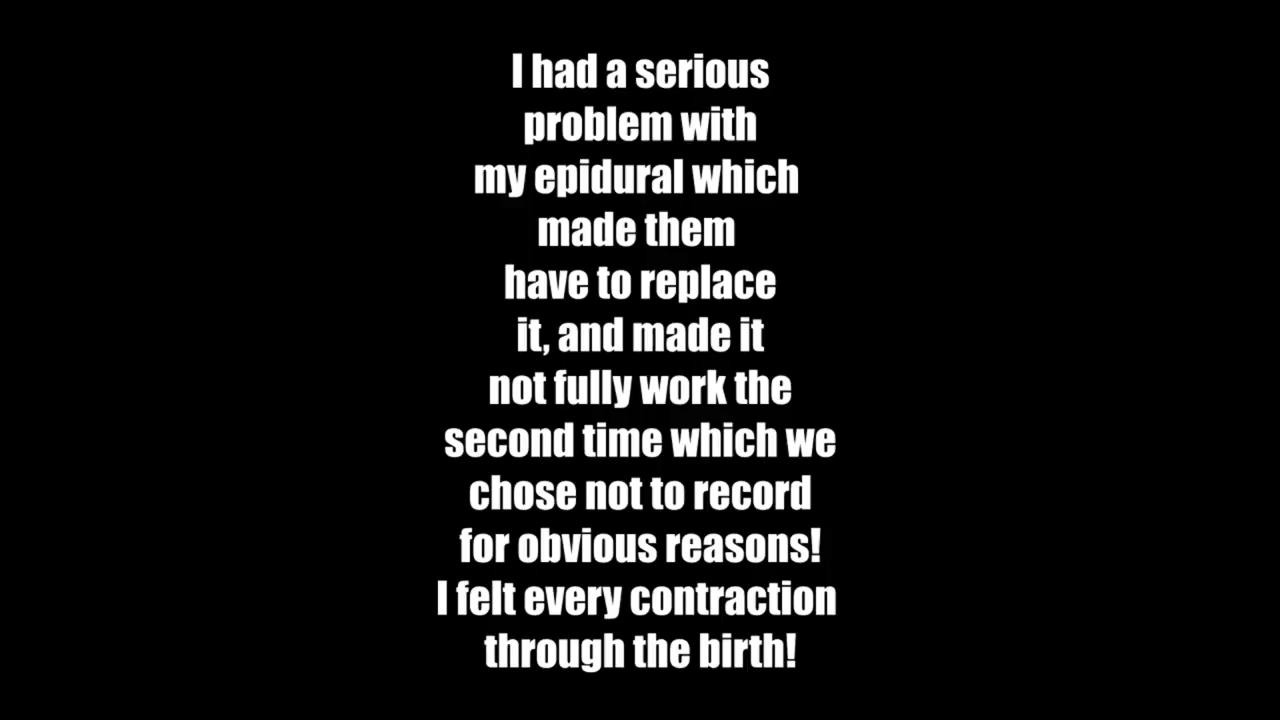 I had a serious
problem with
my epidural which
made them
have to replace
it, and made it
not fully work the
second time which we
chose not to record
for obvious reasons!
I felt every contraction
through the birth!